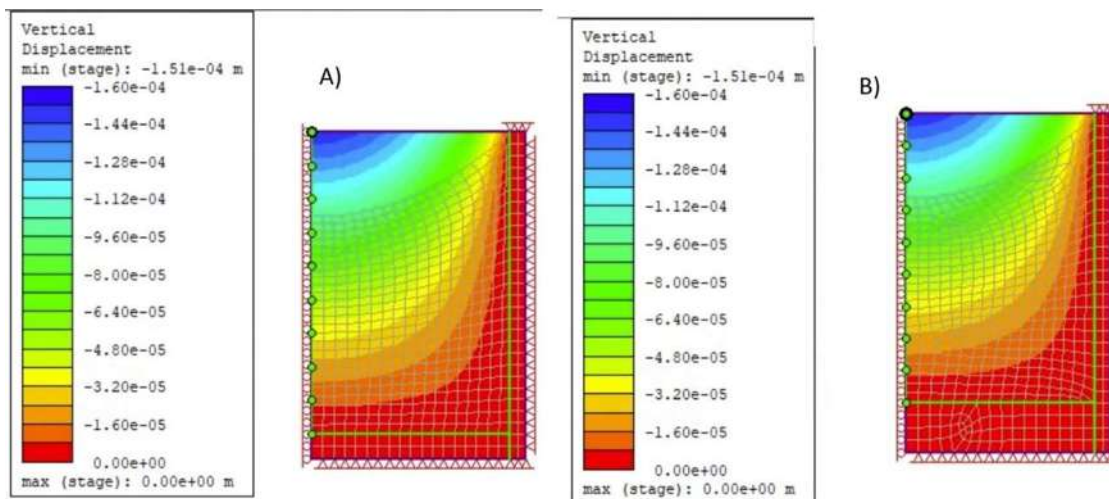 Vertical
Displacement
min (stage): -1.51e-04 m
-1.60e-04
-1.44e-04
-1.28e-04
-1.12e-04
-9.60e-05
-8.00e-05
-6.40e-05
-4.80e-05
-3.20e-05
-1.60e-05
0.00e+00
max (stage): 0.00e+00 m
A)
Vertical
Displacement
min (stage): -1.51e-04 m
-1.60e-04
-1.44e-04
-1.28e-04
-1.12e-04
-9.60e-05
-8.00e-05
-6.40e-05
-4.80e-05
-3.20e-05
-1.60e-05
0.00e+00
max (stage): 0.00e+00 m
B)